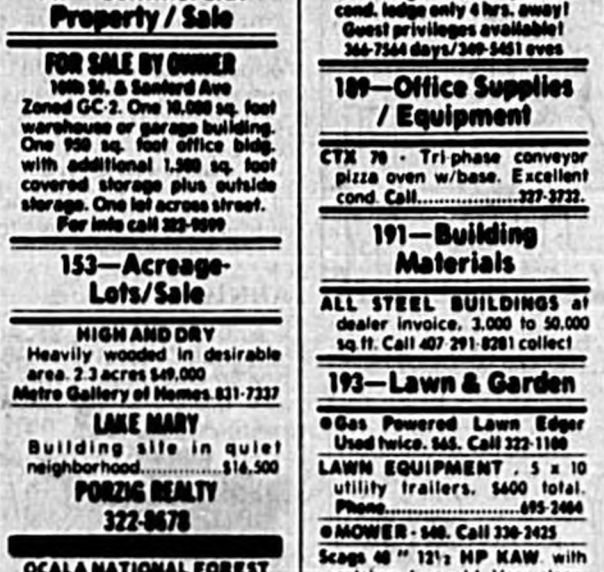 Property / Sale
FOR SALE BY OWNER
16th St. & Sanford Ave
Zoned GC-2. One 10,000 sq. foot
warehouse or garage building.
One 950 sq. foot office bldg.
with additional 1,500 sq. foot
covered storage plus outside
storage. One lot across street.
For info call 322-9599
153—Acreage-
Lots/Sale
HIGH AND DRY
Heavily wooded in desirable
area. 2.3 acres $49,000
Metro Gallery of Homes 831-7337
LAKE MARY
Building site in quiet
neighborhood.............$16,500
PORZIG REALTY
322-8678
OCALA NATIONAL FOREST
cond. lodge only 4 hrs. away!
Guest privileges available!
366-7564 days/349-5451 eves
189—Office Supplies
/ Equipment
CTX 70 - Tri-phase conveyor
pizza oven w/base. Excellent
cond. Call..................327-3732.
191—Building
Materials
ALL STEEL BUILDINGS at
dealer invoice. 3,000 to 50,000
sq.ft. Call 407-291-8281 collect
193—Lawn & Garden
●Gas Powered Lawn Edger
Used twice. $65. Call 322-1100
LAWN EQUIPMENT . 5 x 10
utility trailers. $600 total.
Phone.........................695-2464
●MOWER - $40. Call 330-2425
Scags 48 " 12½ HP KAW. with